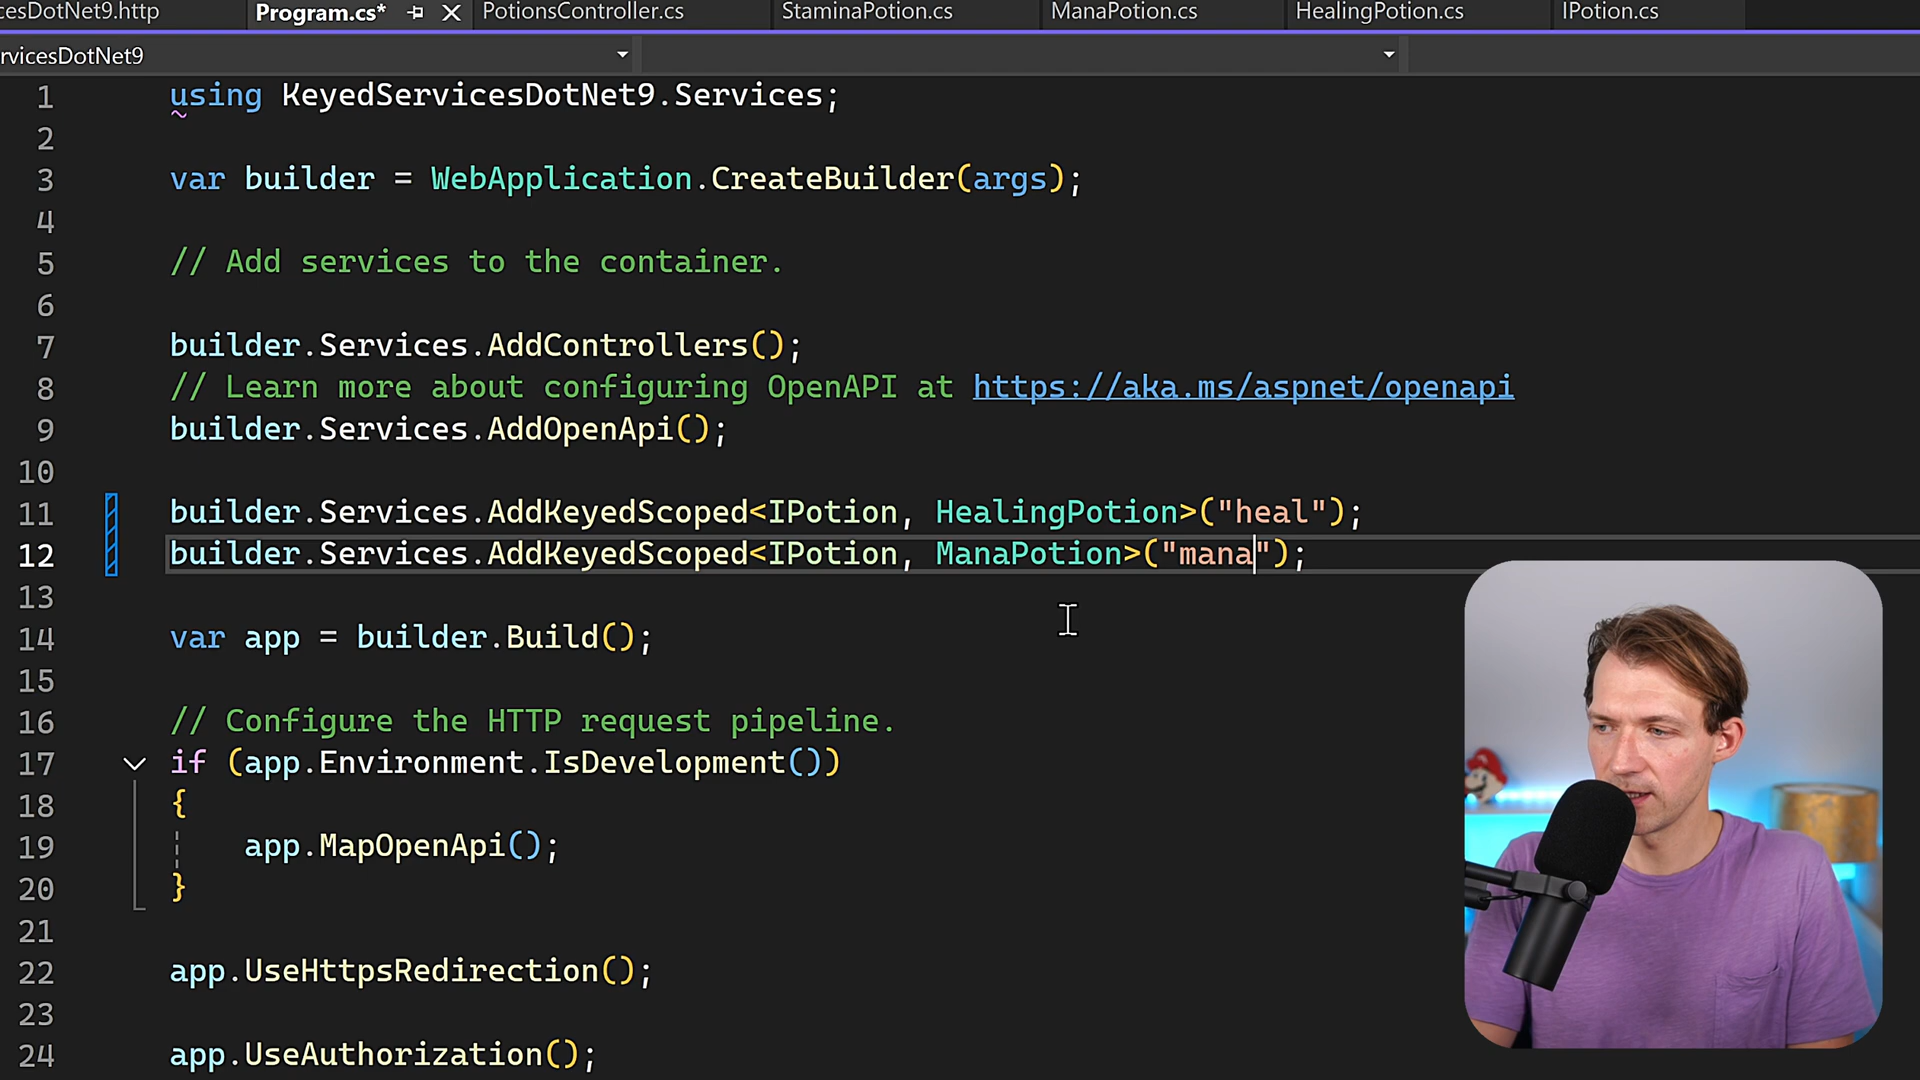 cesDotNet9.http
Program.cs*
PotionsController.cs
StaminaPotion.cs
ManaPotion.cs
HealingPotion.cs
IPotion.cs
rvicesDotNet9
1 using KeyedServicesDotNet9.Services;
2
3 var builder = WebApplication.CreateBuilder(args);
4
5 // Add services to the container.
6
7 builder.Services.AddControllers();
8 // Learn more about configuring OpenAPI at https://aka.ms/aspnet/openapi
9 builder.Services.AddOpenApi();
10
11 builder.Services.AddKeyedScoped<IPotion, HealingPotion>("heal");
12 builder.Services.AddKeyedScoped<IPotion, ManaPotion>("mana");
13
14 var app = builder.Build();
15
16 // Configure the HTTP request pipeline.
17 if (app.Environment.IsDevelopment())
18 {
19 app.MapOpenApi();
20 }
21
22 app.UseHttpsRedirection();
23
24 app.UseAuthorization();